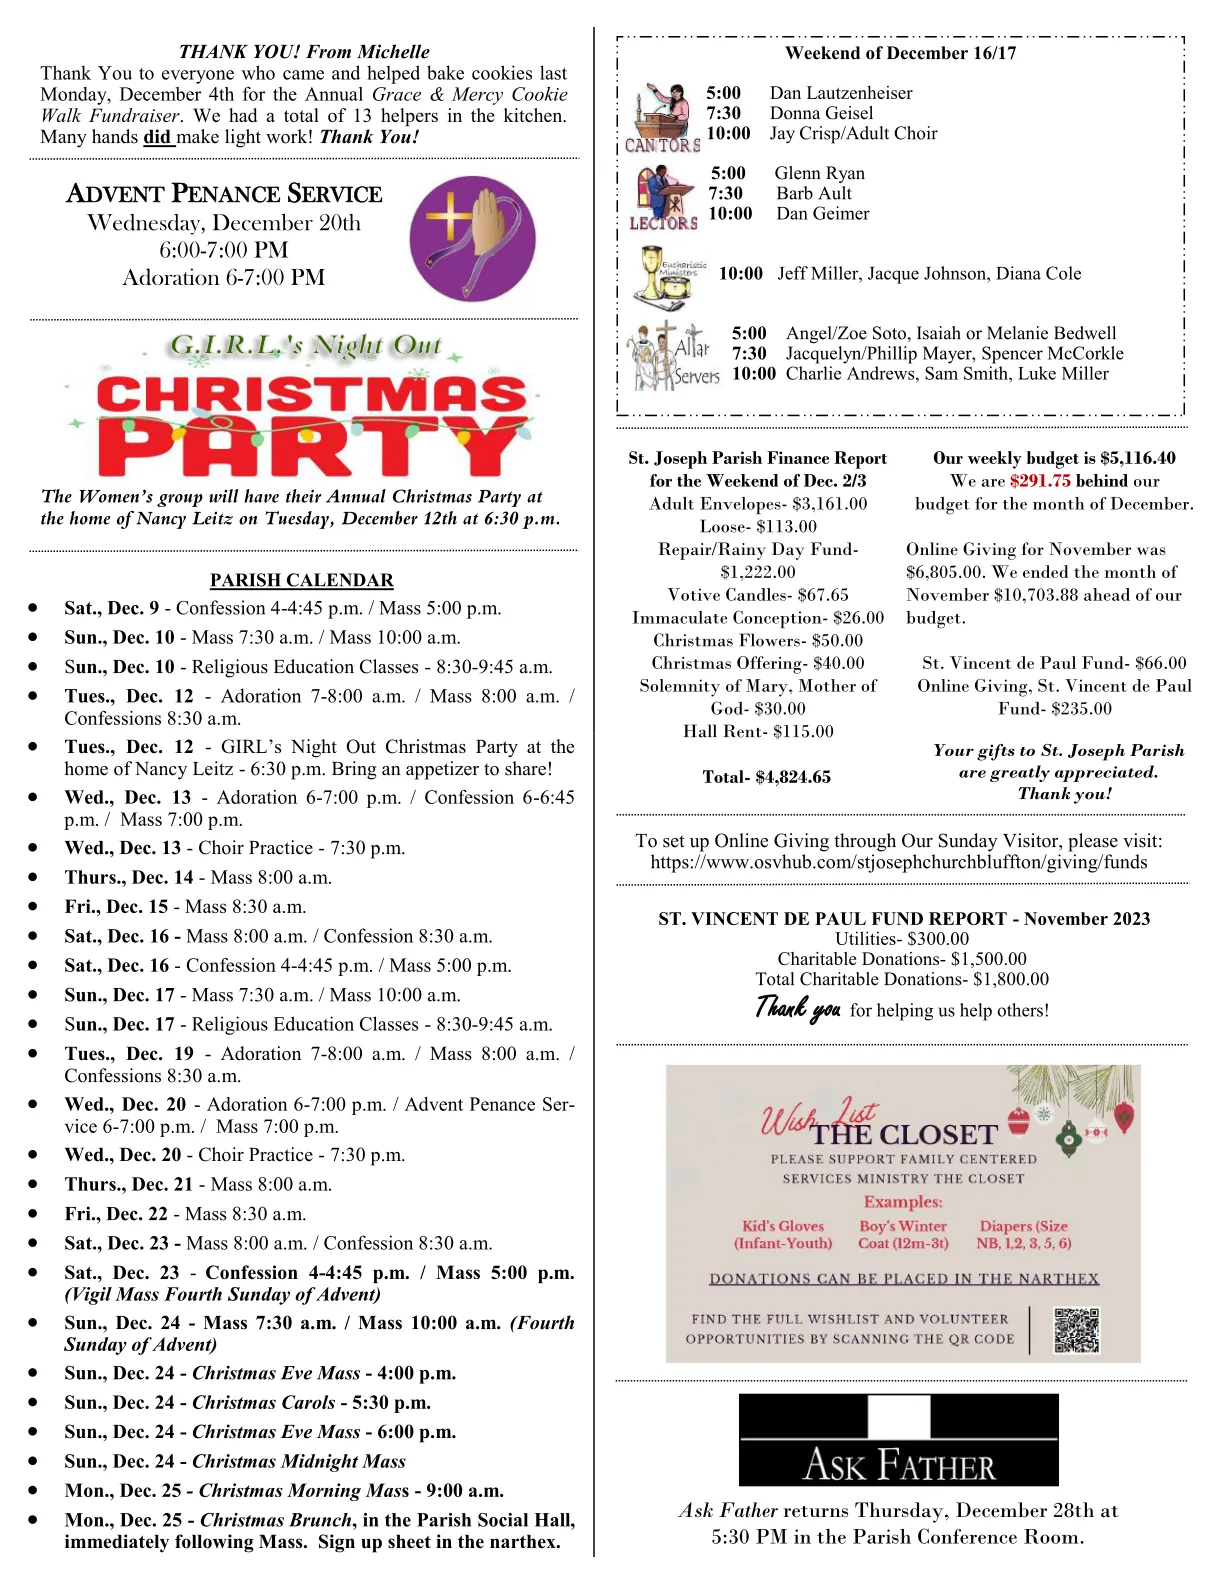 THANK YOU! From Michelle
Thank You to everyone who came and helped bake cookies last
Monday, December 4th for the Annual Grace & Mercy Cookie
Walk Fundraiser. We had a total of 13 helpers in the kitchen.
Many hands did make light work! Thank You!
ADVENT PENANCE SERVICE
Wednesday, December 20th
6:00-7:00 PM
Adoration 6-7:00 PM
G.I.R.L.'s Night Out
CHRISTMAS
PARTY
The Women's group will have their Annual Christmas Party at
the home of Nancy Leitz on Tuesday, December 12th at 6:30 p.m.
PARISH CALENDAR
• Sat., Dec. 9 - Confession 4-4:45 p.m. / Mass 5:00 p.m.
• Sun., Dec. 10 - Mass 7:30 a.m. / Mass 10:00 a.m.
• Sun., Dec. 10 - Religious Education Classes - 8:30-9:45 a.m.
• Tues., Dec. 12 - Adoration 7-8:00 a.m. / Mass 8:00 a.m. /
Confessions 8:30 a.m.
• Tues., Dec. 12 - GIRL's Night Out Christmas Party at the
home of Nancy Leitz - 6:30 p.m. Bring an appetizer to share!
• Wed., Dec. 13 - Adoration 6-7:00 p.m. / Confession 6-6:45
p.m. / Mass 7:00 p.m.
• Wed., Dec. 13 - Choir Practice - 7:30 p.m.
• Thurs., Dec. 14 - Mass 8:00 a.m.
• Fri., Dec. 15 - Mass 8:30 a.m.
• Sat., Dec. 16 - Mass 8:00 a.m. / Confession 8:30 a.m.
• Sat., Dec. 16 - Confession 4-4:45 p.m. / Mass 5:00 p.m.
• Sun., Dec. 17 - Mass 7:30 a.m. / Mass 10:00 a.m.
• Sun., Dec. 17 - Religious Education Classes - 8:30-9:45 a.m.
• Tues., Dec. 19 - Adoration 7-8:00 a.m. / Mass 8:00 a.m. /
Confessions 8:30 a.m.
• Wed., Dec. 20 - Adoration 6-7:00 p.m. / Advent Penance Ser-
vice 6-7:00 p.m. / Mass 7:00 p.m.
• Wed., Dec. 20 - Choir Practice - 7:30 p.m.
• Thurs., Dec. 21 - Mass 8:00 a.m.
• Fri., Dec. 22 - Mass 8:30 a.m.
• Sat., Dec. 23 - Mass 8:00 a.m. / Confession 8:30 a.m.
• Sat., Dec. 23 - Confession 4-4:45 p.m. / Mass 5:00 p.m.
(Vigil Mass Fourth Sunday of Advent)
• Sun., Dec. 24 - Mass 7:30 a.m. / Mass 10:00 a.m. (Fourth
Sunday of Advent)
• Sun., Dec. 24 - Christmas Eve Mass - 4:00 p.m.
• Sun., Dec. 24 - Christmas Carols - 5:30 p.m.
• Sun., Dec. 24 - Christmas Eve Mass - 6:00 p.m.
• Sun., Dec. 24 - Christmas Midnight Mass
• Mon., Dec. 25 - Christmas Morning Mass - 9:00 a.m.
• Mon., Dec. 25 - Christmas Brunch, in the Parish Social Hall,
immediately following Mass. Sign up sheet in the narthex.
Weekend of December 16/17
CANTORS
5:00 Dan Lautzenheiser
7:30 Donna Geisel
10:00 Jay Crisp/Adult Choir
LECTORS
5:00 Glenn Ryan
7:30 Barb Ault
10:00 Dan Geimer
Eucharistic
Ministers
10:00 Jeff Miller, Jacque Johnson, Diana Cole
Altar
Servers
5:00 Angel/Zoe Soto, Isaiah or Melanie Bedwell
7:30 Jacquelyn/Phillip Mayer, Spencer McCorkle
10:00 Charlie Andrews, Sam Smith, Luke Miller
St. Joseph Parish Finance Report
for the Weekend of Dec. 2/3
Adult Envelopes- $3,161.00
Loose- $113.00
Repair/Rainy Day Fund-
$1,222.00
Votive Candles- $67.65
Immaculate Conception- $26.00
Christmas Flowers- $50.00
Christmas Offering- $40.00
Solemnity of Mary, Mother of
God- $30.00
Hall Rent- $115.00
Total- $4,824.65
Our weekly budget is $5,116.40
We are $291.75 behind our
budget for the month of December.
Online Giving for November was
$6,805.00. We ended the month of
November $10,703.88 ahead of our
budget.
St. Vincent de Paul Fund- $66.00
Online Giving, St. Vincent de Paul
Fund- $235.00
Your gifts to St. Joseph Parish
are greatly appreciated.
Thank you!
To set up Online Giving through Our Sunday Visitor, please visit:
https://www.osvhub.com/stjosephchurchbluffton/giving/funds
ST. VINCENT DE PAUL FUND REPORT - November 2023
Utilities- $300.00
Charitable Donations- $1,500.00
Total Charitable Donations- $1,800.00
Thank you for helping us help others!
Wish List
THE CLOSET
PLEASE SUPPORT FAMILY CENTERED
SERVICES MINISTRY THE CLOSET
Examples:
Kid's Gloves
(Infant-Youth)
Boy's Winter
Coat (12m-3t)
Diapers (Size
NB, 1,2, 3, 5, 6)
DONATIONS CAN BE PLACED IN THE NARTHEX
FIND THE FULL WISHLIST AND VOLUNTEER
OPPORTUNITIES BY SCANNING THE QR CODE
ASK FATHER
Ask Father returns Thursday, December 28th at
5:30 PM in the Parish Conference Room.